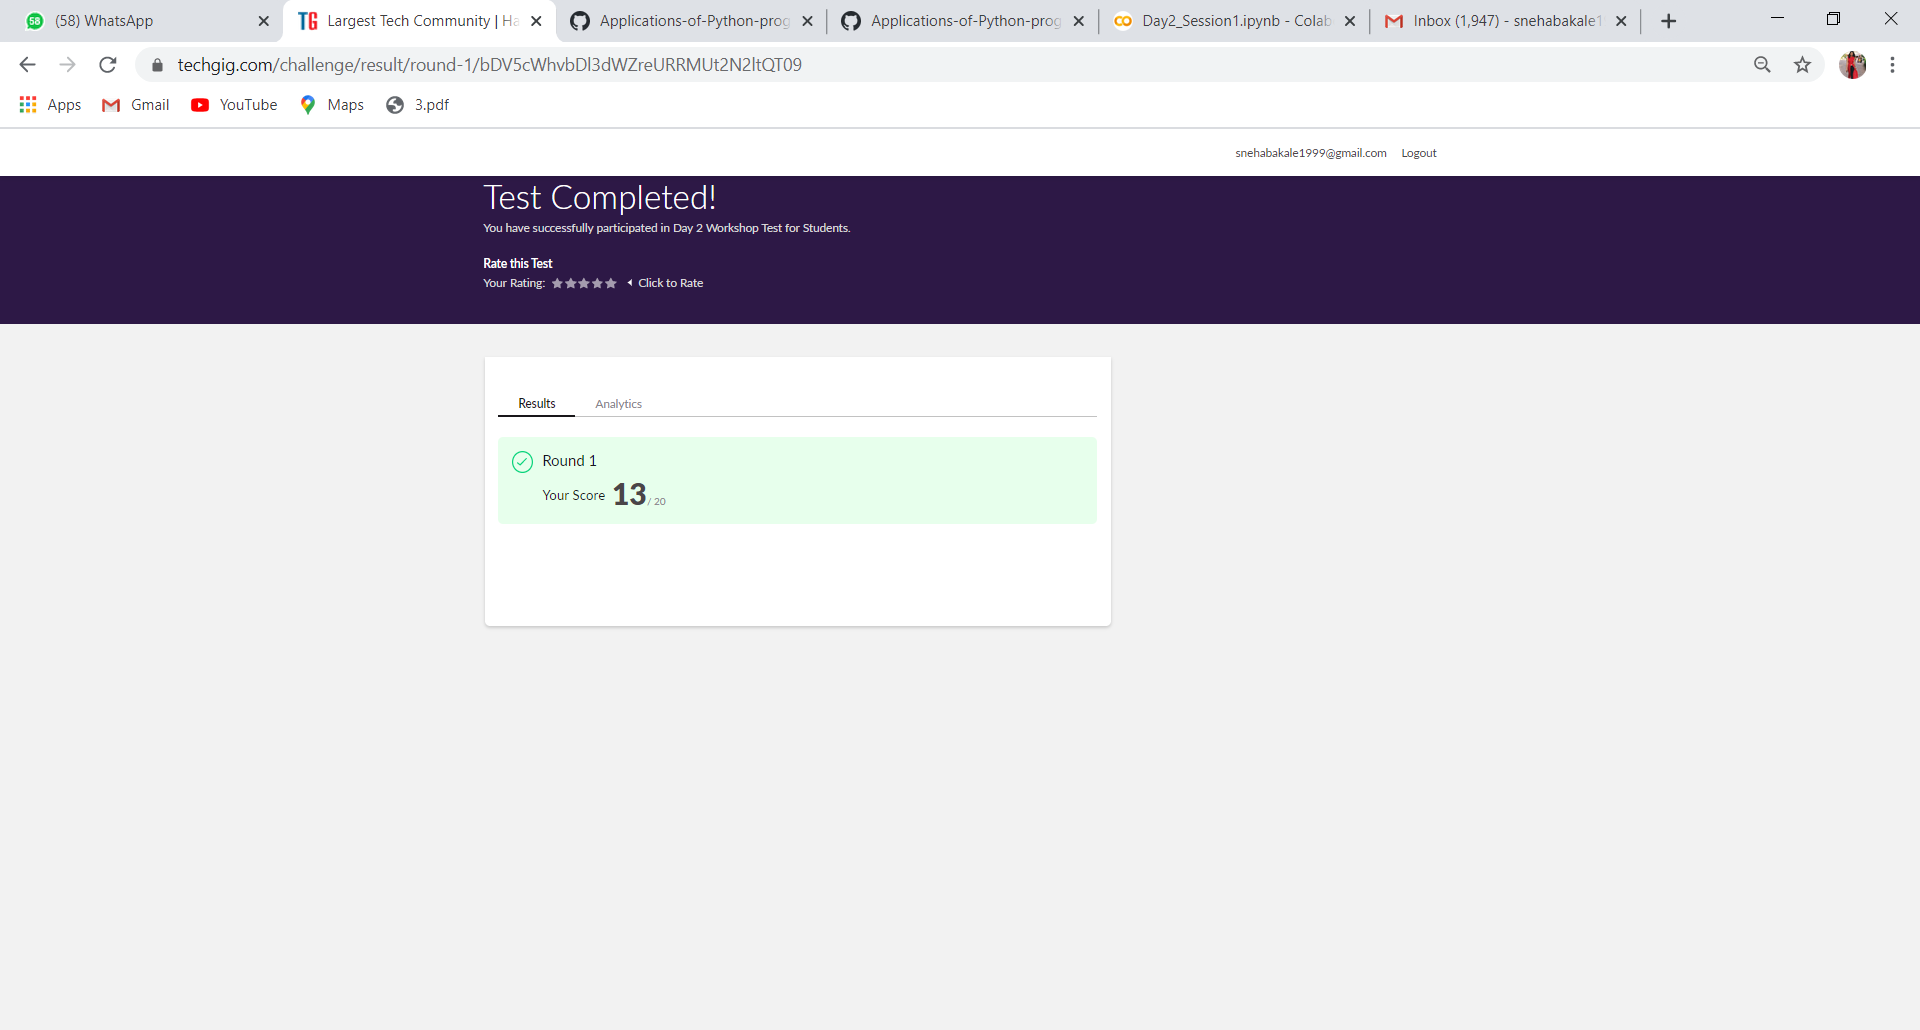 58 (58) WhatsApp
TG Largest Tech Community | Ha
Applications-of-Python-prog
Applications-of-Python-prog
Day2_Session1.ipynb - Colab
Inbox (1,947) - snehabakale1
techgig.com/challenge/result/round-1/bDV5cWhvbDl3dWZreURRMUt2N2ltQT09
Apps Gmail YouTube Maps 3.pdf
snehabakale1999@gmail.com Logout
Test Completed!
You have successfully participated in Day 2 Workshop Test for Students.
Rate this Test
Your Rating: Click to Rate
Results Analytics
Round 1
Your Score 13 / 20